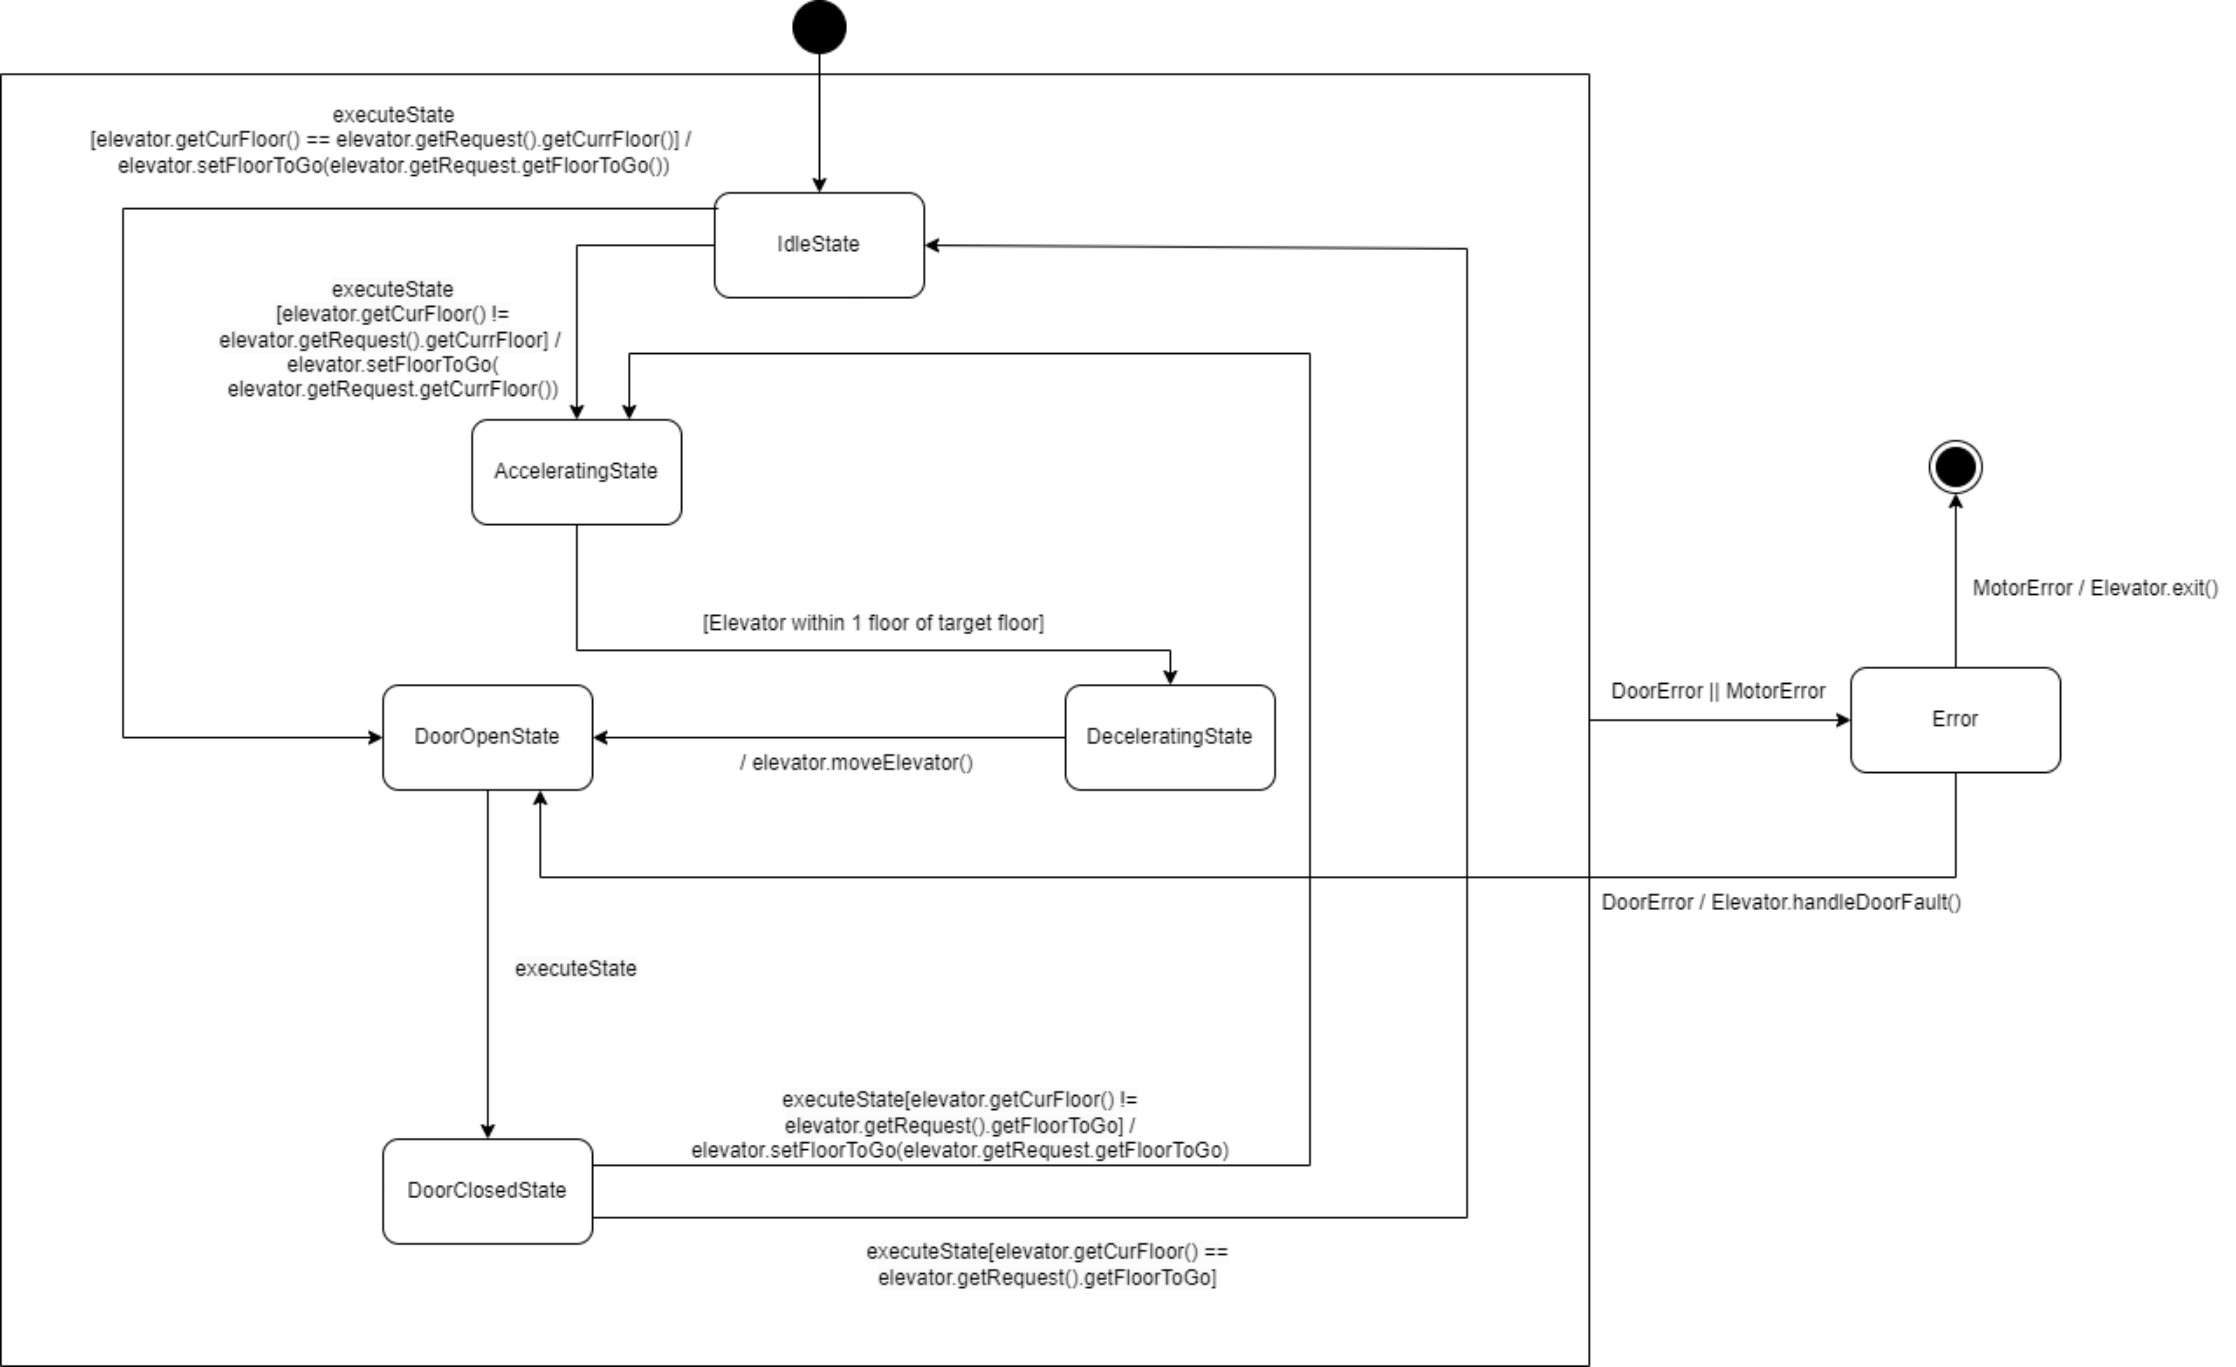 executeState
[elevator.getCurFloor() == elevator.getRequest().getCurrFloor()] /
elevator.setFloorToGo(elevator.getRequest.getFloorToGo())
IdleState
executeState
[elevator.getCurFloor() !=
elevator.getRequest().getCurrFloor] /
elevator.setFloorToGo(
elevator.getRequest.getCurrFloor())
AcceleratingState
MotorError / Elevator.exit()
[Elevator within 1 floor of target floor]
DoorError || MotorError
Error
DoorOpenState
DeceleratingState
/ elevator.moveElevator()
DoorError / Elevator.handleDoorFault()
executeState
executeState[elevator.getCurFloor() !=
elevator.getRequest().getFloorToGo] /
elevator.setFloorToGo(elevator.getRequest.getFloorToGo)
DoorClosedState
executeState[elevator.getCurFloor() ==
elevator.getRequest().getFloorToGo]